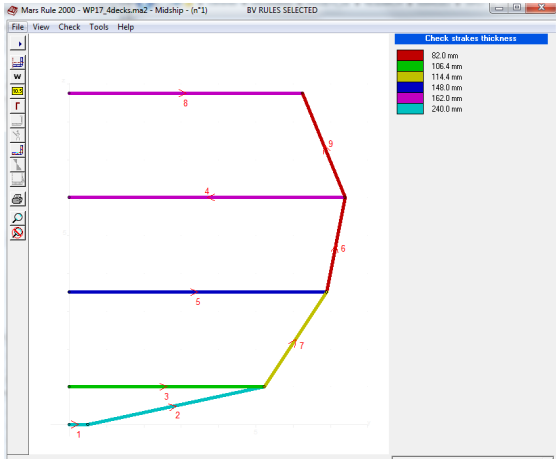 Mars Rule 2000 - WP17_4decks.ma2 - Midship - (n°1) BV RULES SELECTED
File View Check Tools Help
Check strakes thickness
82.0 mm
106.4 mm
114.4 mm
148.0 mm
162.0 mm
240.0 mm
W
10.5
8
9
4
6
5
7
3
2
1